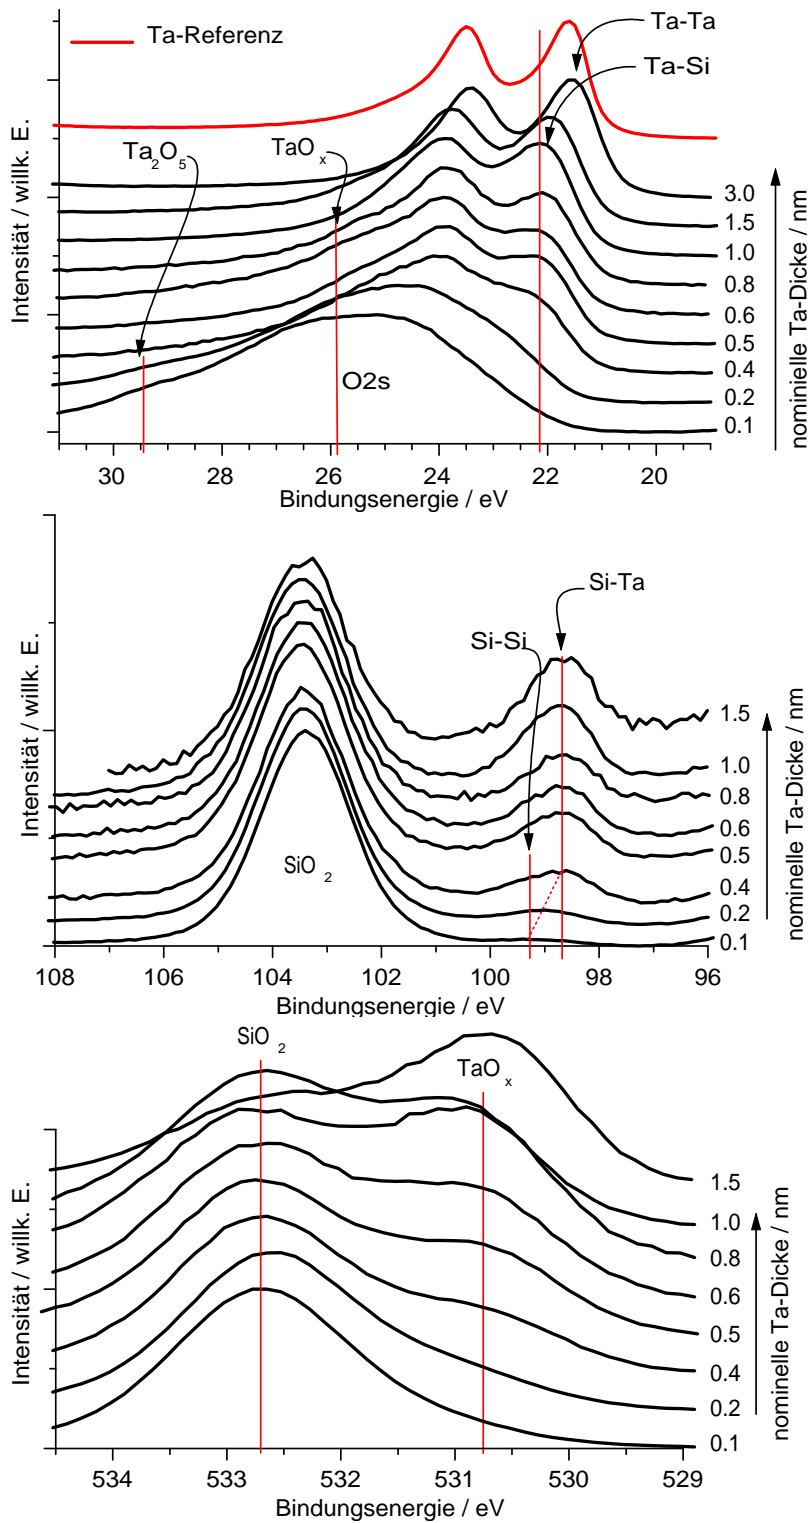 Ta-Referenz
Ta-Ta
Ta-Si
Ta2O5
TaOx
O2s
Intensität / willk. E.
3.0
1.5
1.0
0.8
0.6
0.5
0.4
0.2
0.1
nominielle Ta-Dicke / nm
30 28 26 24 22 20
Bindungsenergie / eV
Si-Ta
Si-Si
SiO2
Intensität / willk. E.
1.5
1.0
0.8
0.6
0.5
0.4
0.2
0.1
nominelle Ta-Dicke / nm
108 106 104 102 100 98 96
Bindungsenergie / eV
SiO2
TaOx
Intensität / willk. E.
1.5
1.0
0.8
0.6
0.5
0.4
0.2
0.1
nominelle Ta-Dicke / nm
534 533 532 531 530 529
Bindungsenergie / eV